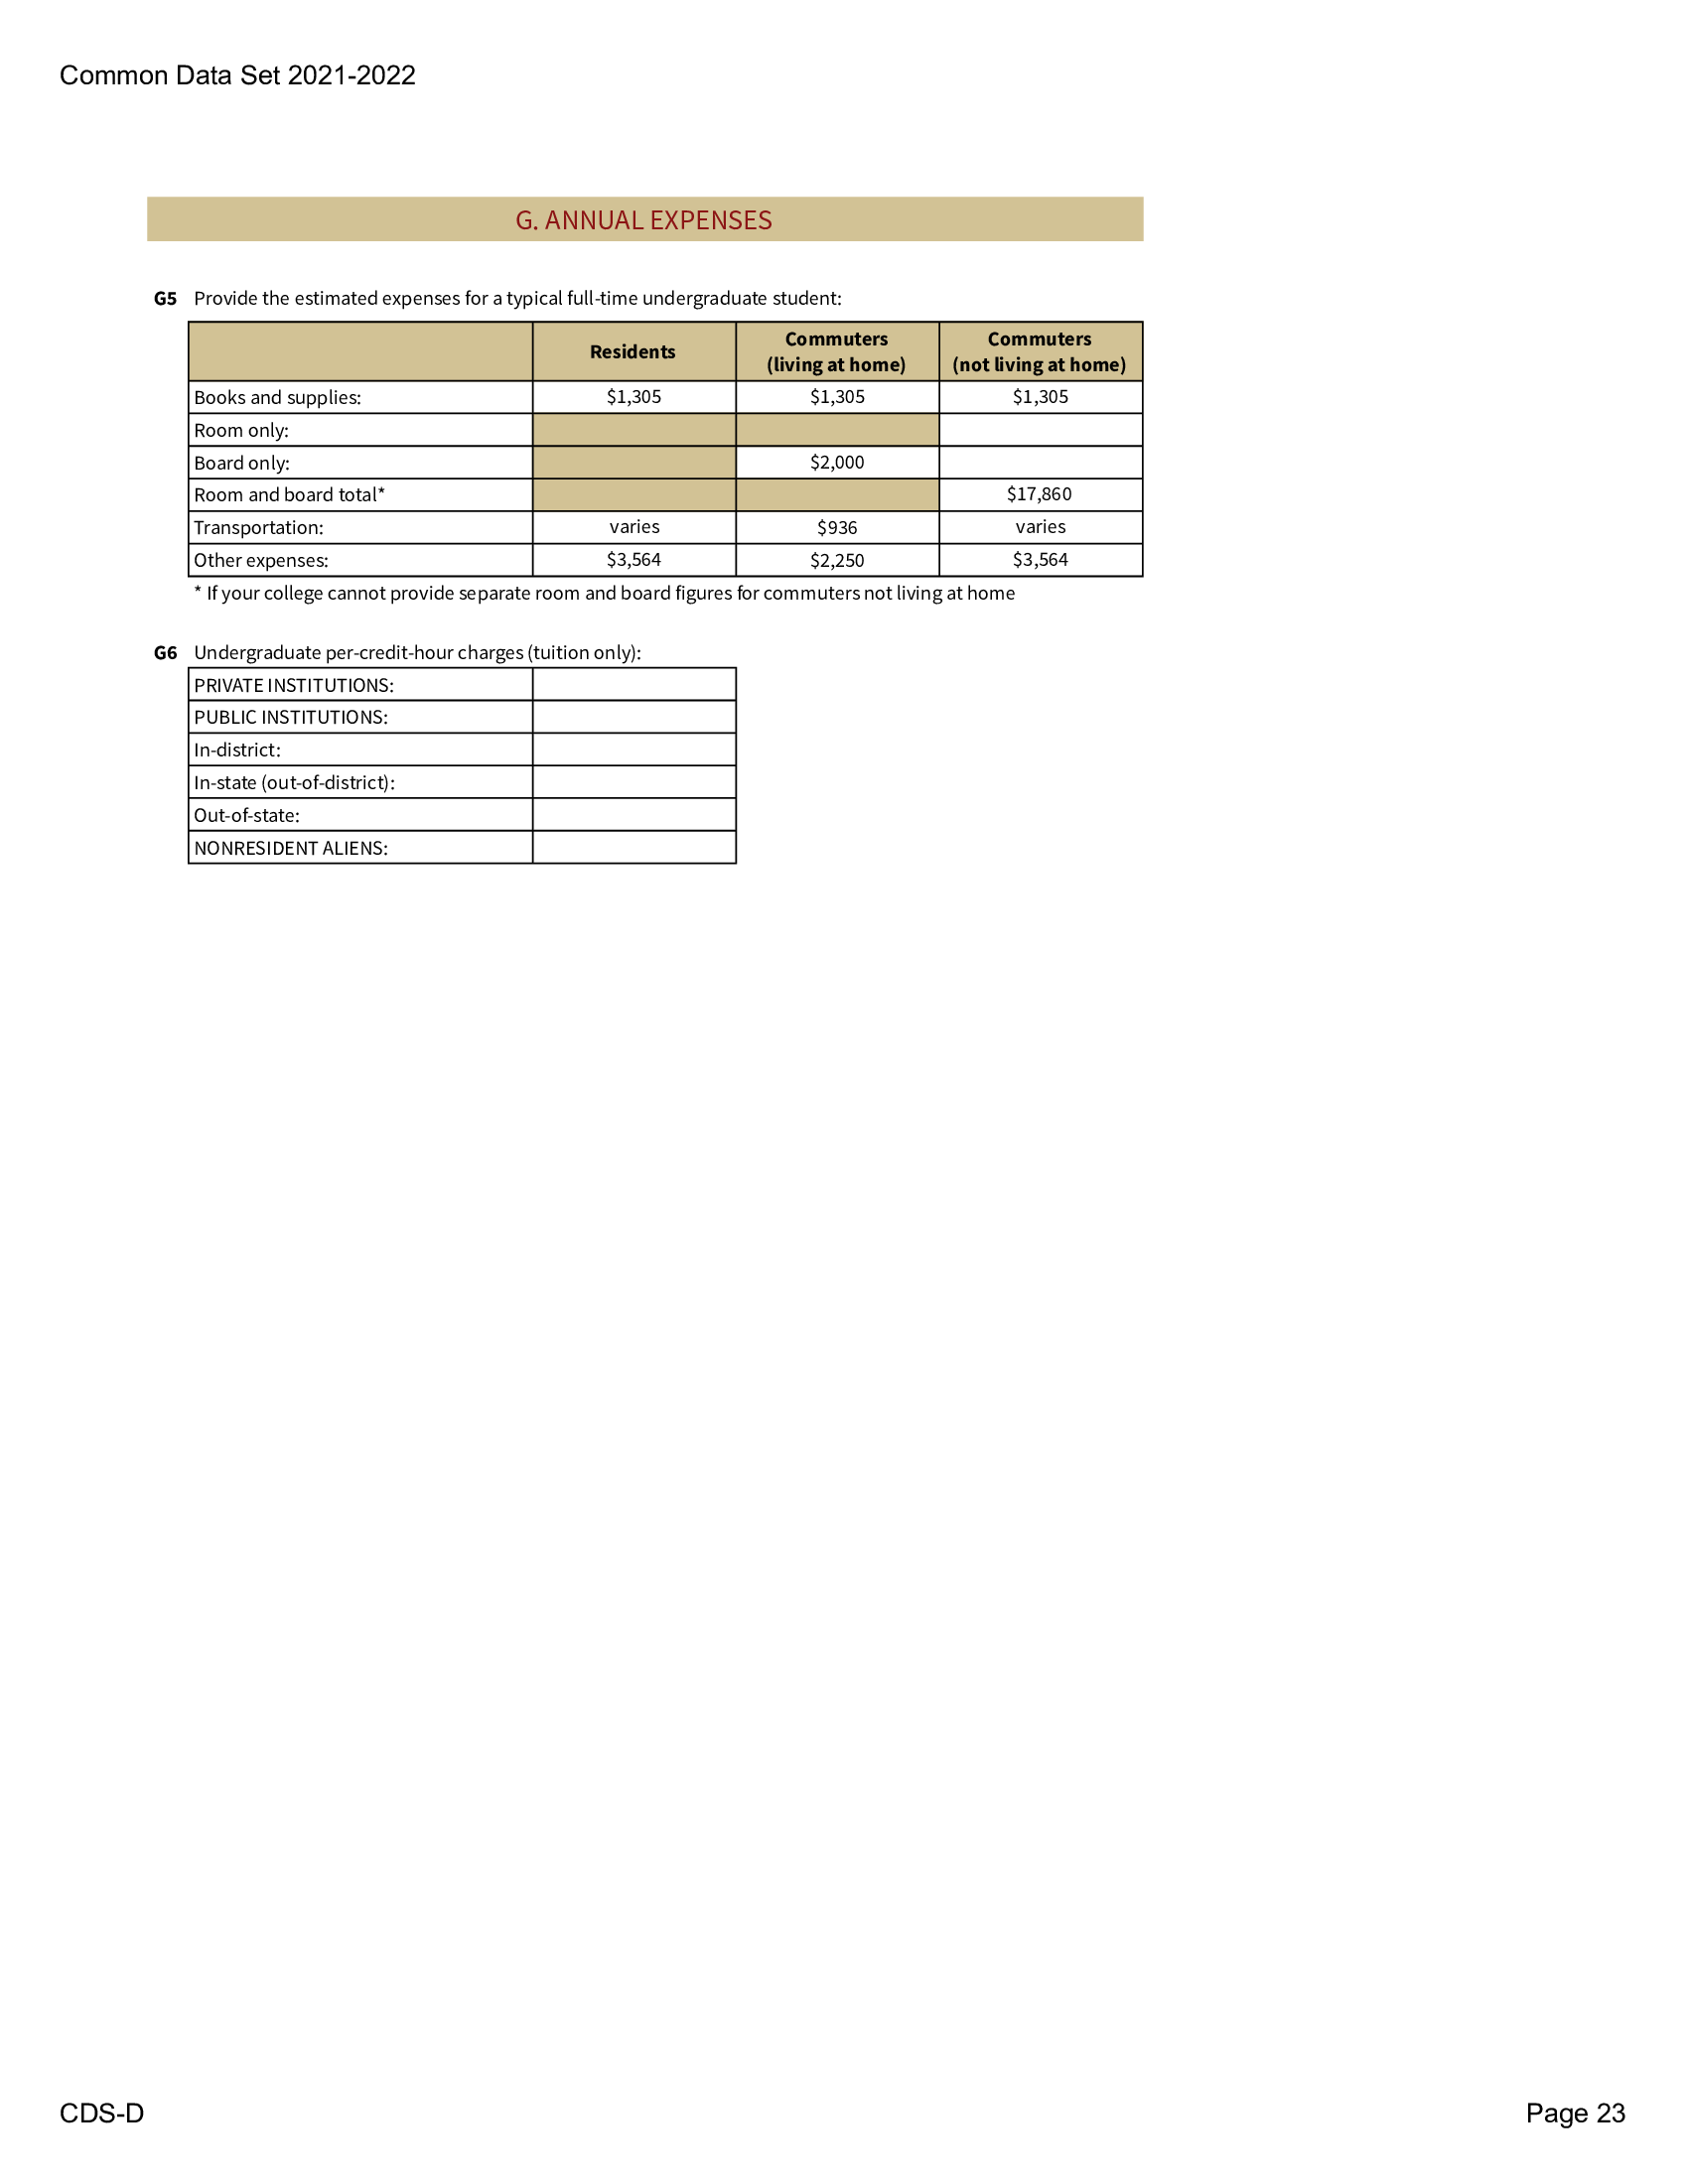 Common Data Set 2021-2022
G. ANNUAL EXPENSES
G5 Provide the estimated expenses for a typical full-time undergraduate student:
Residents Commuters (living at home) Commuters (not living at home)
Books and supplies: $1,305 $1,305 $1,305
Room only:
Board only: $2,000
Room and board total* $17,860
Transportation: varies $936 varies
Other expenses: $3,564 $2,250 $3,564
* If your college cannot provide separate room and board figures for commuters not living at home
G6 Undergraduate per-credit-hour charges (tuition only):
PRIVATE INSTITUTIONS:
PUBLIC INSTITUTIONS:
In-district:
In-state (out-of-district):
Out-of-state:
NONRESIDENT ALIENS:
CDS-D Page 23